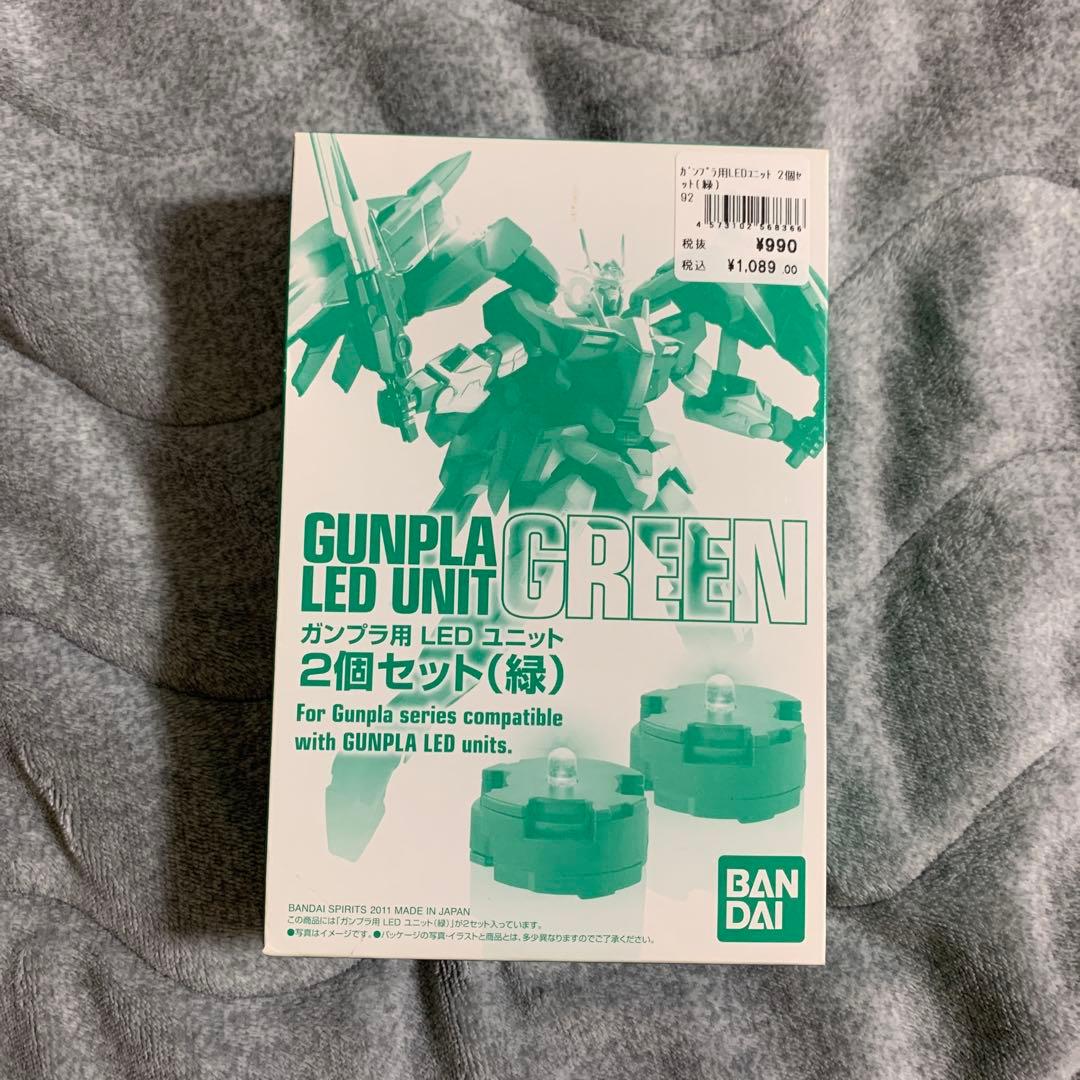 ｶﾞﾝﾌﾟﾗ用LEDﾕﾆｯﾄ 2個ｾ
ｯﾄ(緑)
92
4 573102 568366
税抜 ¥990
税込 ¥1,089.00
GUNPLA
LED UNIT
GREEN
ガンプラ用 LED ユニット
2個セット(緑)
For Gunpla series compatible
with GUNPLA LED units.
BANDAI SPIRITS 2011 MADE IN JAPAN
この商品には「ガンプラ用 LED ユニット(緑)」が2セット入っています。
●写真はイメージです。●パッケージの写真・イラストと商品とは、多少異なりますのでご了承ください。
BAN
DAI